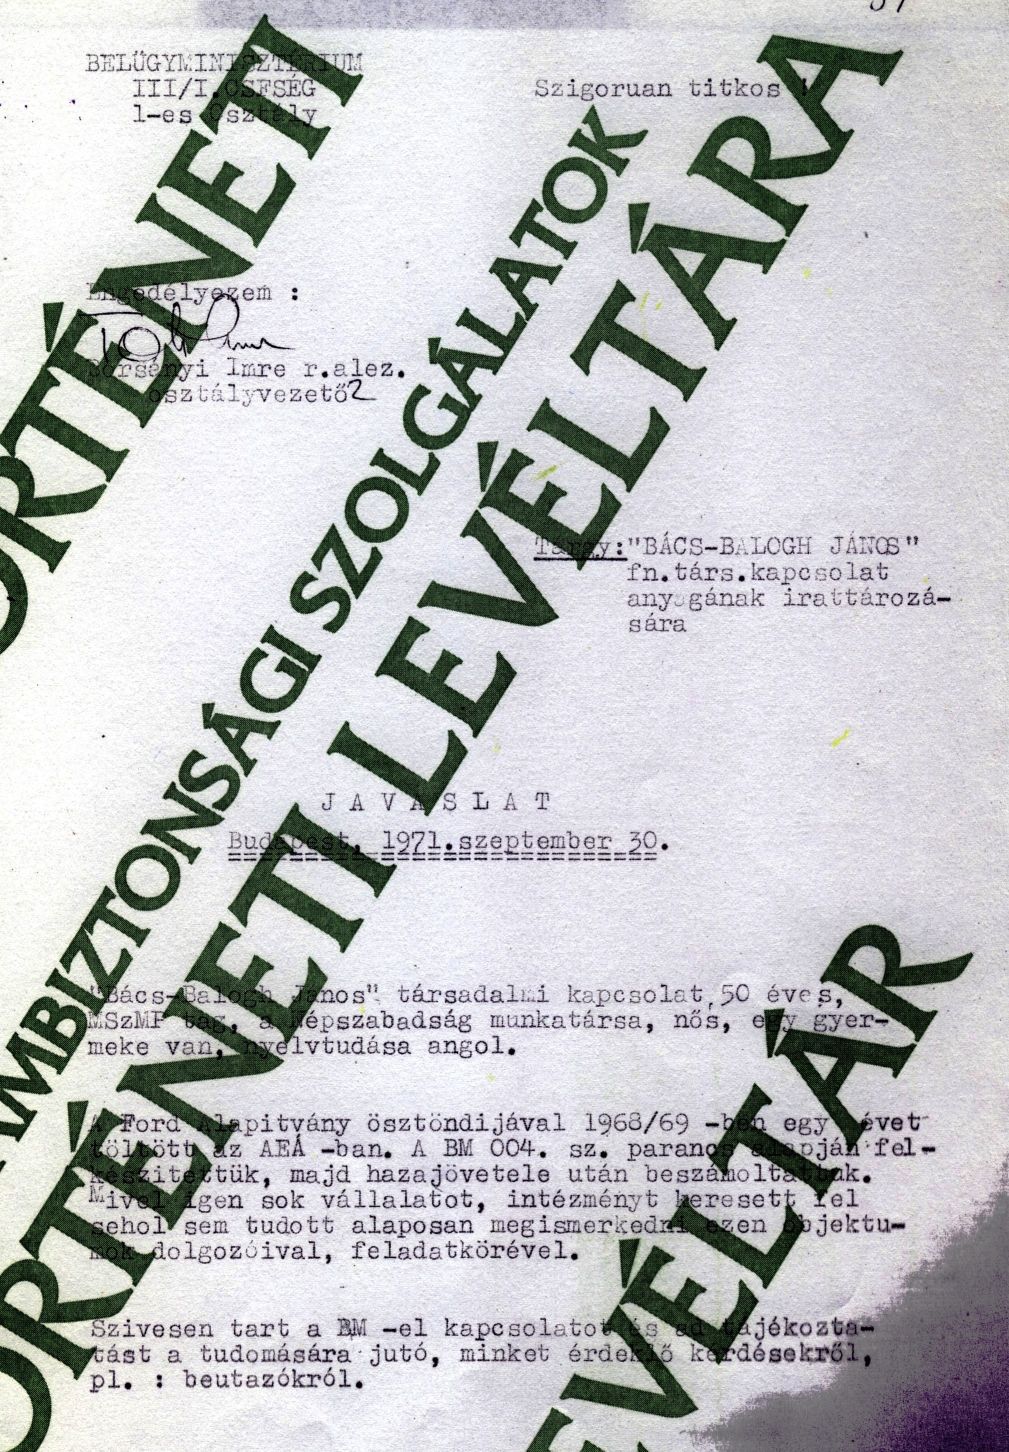 BELÜGYMINISZTÉRIUM
III/I. CSFSÉG
1-es Osztály
Szigoruan titkos !
Engedélyezem :
Börsényi Imre r.alez.
osztályvezető
Tárgy:"BÁCS-BALOGH JÁNOS"
fn.társ.kapcsolat
anyagának irattározá-
sára
J A V A S L A T
Budapest, 1971.szeptember 30.
"Bács-Balogh János" társadalmi kapcsolat, 50 éves,
MSzMP tag, a Népszabadság munkatársa, nős, egy gyer-
meke van, nyelvtudása angol.
A Ford Alapitvány ösztöndijával 1968/69 -ben egy évet
töltött az AEÁ -ban. A BM 004. sz. parancs alapján fel-
készitettük, majd hazajövetele után beszámoltattuk.
Mivel igen sok vállalatot, intézményt keresett fel
sehol sem tudott alaposan megismerkedni ezen objektu-
mok dolgozóival, feladatkörével.
Szivesen tart a BM -el kapcsolatot és ad tájékozta-
tást a tudomására jutó, minket érdeklő kérdésekről,
pl. : beutazókról.
TÖRTÉNETI
ÁLLAMBIZTONSÁGI SZOLGÁLATOK
TÖRTÉNETI LEVÉLTÁRA
LEVÉLTÁR